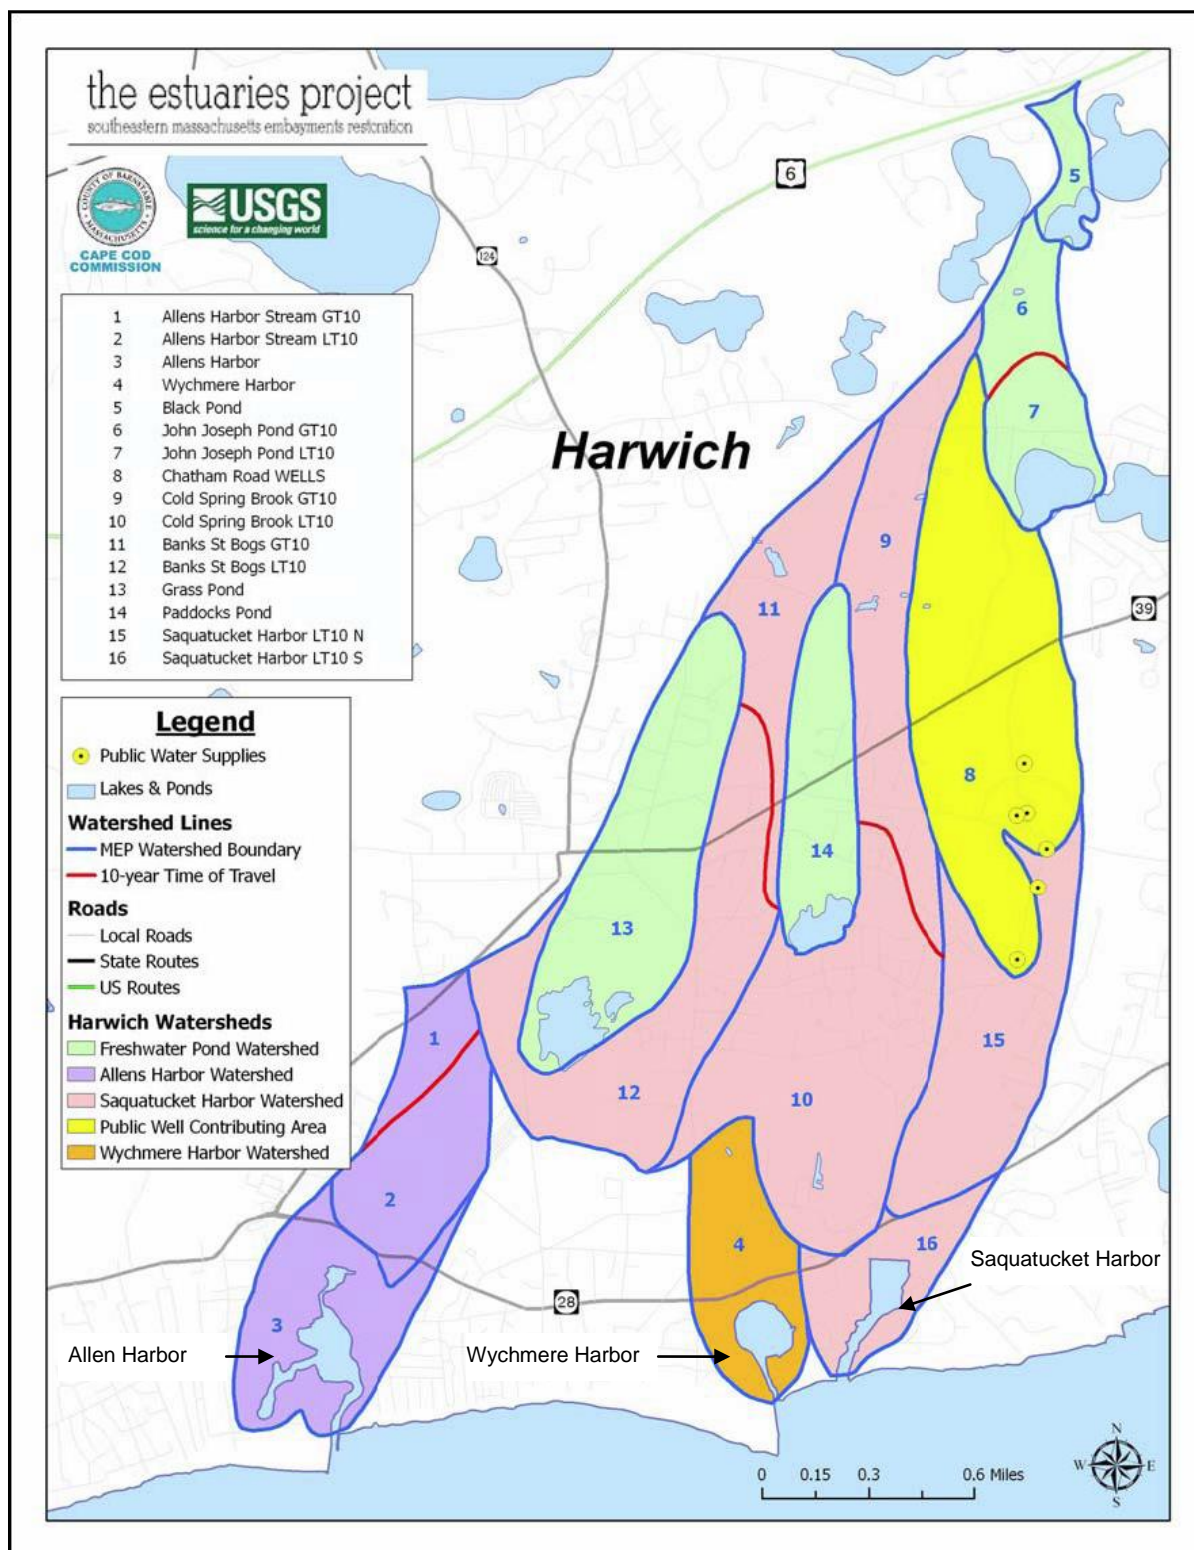 the estuaries project
southeastern massachusetts embayments restoration
COUNTY OF BARNSTABLE
MASSACHUSETTS
CAPE COD
COMMISSION
USGS
science for a changing world
1 Allens Harbor Stream GT10
2 Allens Harbor Stream LT10
3 Allens Harbor
4 Wychmere Harbor
5 Black Pond
6 John Joseph Pond GT10
7 John Joseph Pond LT10
8 Chatham Road WELLS
9 Cold Spring Brook GT10
10 Cold Spring Brook LT10
11 Banks St Bogs GT10
12 Banks St Bogs LT10
13 Grass Pond
14 Paddocks Pond
15 Saquatucket Harbor LT10 N
16 Saquatucket Harbor LT10 S
Legend
Public Water Supplies
Lakes & Ponds
Watershed Lines
MEP Watershed Boundary
10-year Time of Travel
Roads
Local Roads
State Routes
US Routes
Harwich Watersheds
Freshwater Pond Watershed
Allens Harbor Watershed
Saquatucket Harbor Watershed
Public Well Contributing Area
Wychmere Harbor Watershed
6
5
124
6
7
Harwich
9
11
39
8
14
13
1
15
12
10
2
4
16
Saquatucket Harbor
28
3
Allen Harbor
Wychmere Harbor
N
W E
S
0 0.15 0.3 0.6 Miles